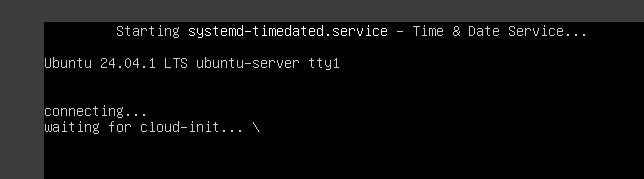 Starting systemd-timedated.service - Time & Date Service...
Ubuntu 24.04.1 LTS ubuntu-server tty1
connecting...
waiting for cloud-init... \